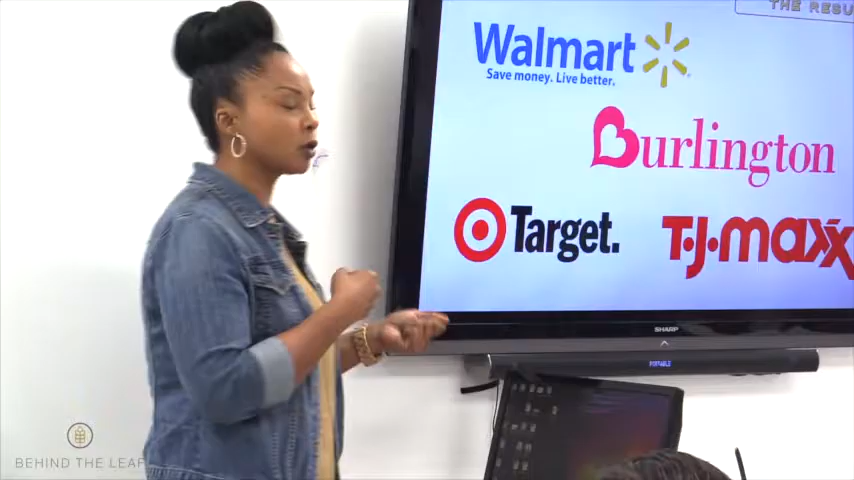 THE RESU
Walmart
Save money. Live better.
Burlington
Target.
T·J·maxx
SHARP
BEHIND THE LEAF